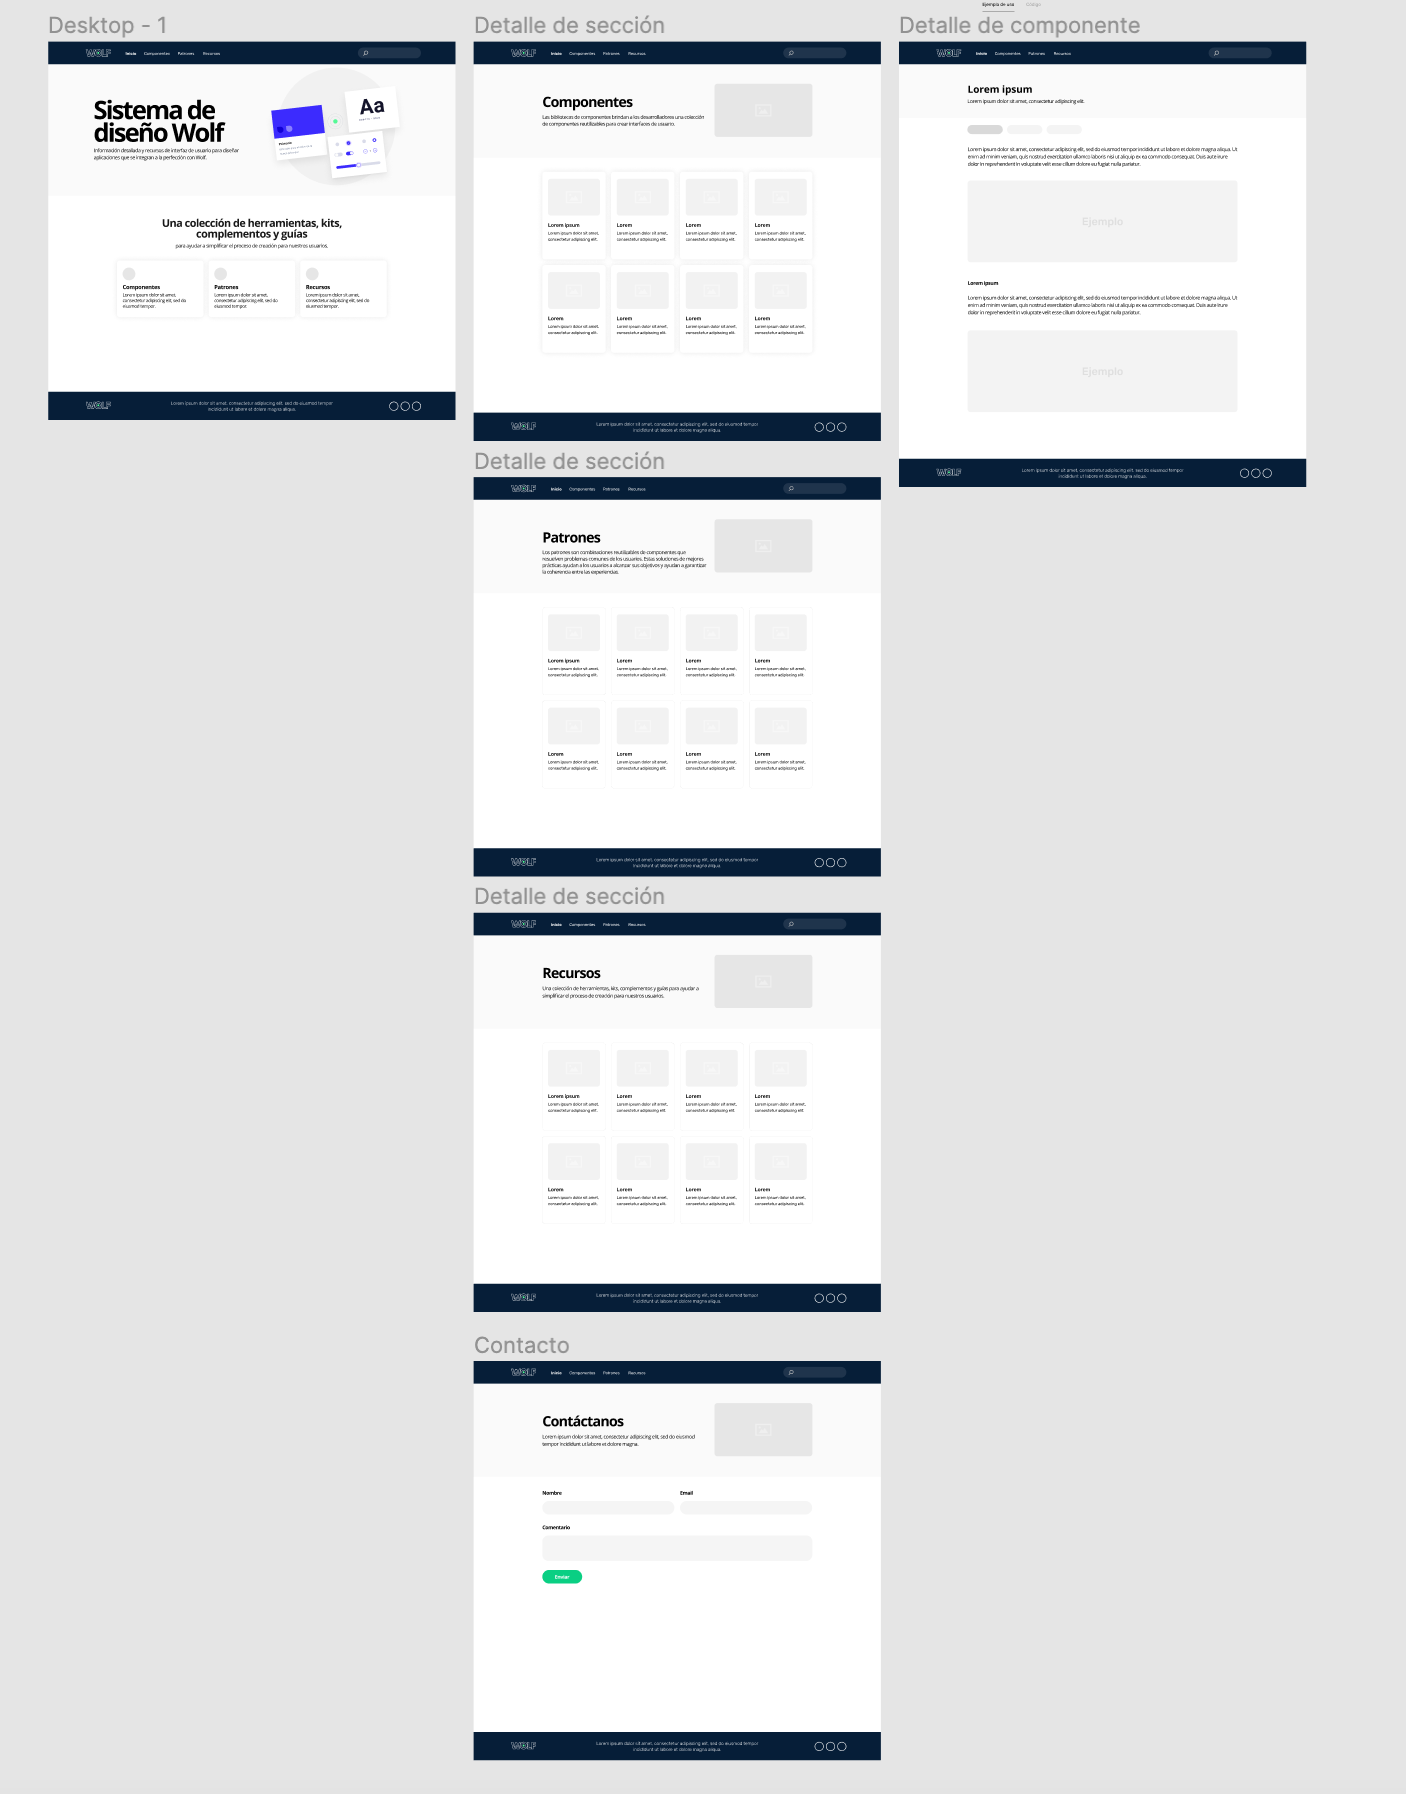 Ejemplo de uso Código
Desktop - 1
WOLF Inicio Componentes Patrones Recursos
Sistema de
diseño Wolf
Información detallada y recursos de interfaz de usuario para diseñar
aplicaciones que se integran a la perfección con Wolf.
Aa
Una colección de herramientas, kits,
complementos y guías
para ayudar a simplificar el proceso de creación para nuestros usuarios.
Componentes
Lorem ipsum dolor sit amet,
consectetur adipiscing elit, sed do
eiusmod tempor.
Patrones
Lorem ipsum dolor sit amet,
consectetur adipiscing elit, sed do
eiusmod tempor.
Recursos
Lorem ipsum dolor sit amet,
consectetur adipiscing elit, sed do
eiusmod tempor.
WOLF
Lorem ipsum dolor sit amet, consectetur adipiscing elit, sed do eiusmod tempor
incididunt ut labore et dolore magna aliqua.
Detalle de sección
WOLF Inicio Componentes Patrones Recursos
Componentes
Las bibliotecas de componentes brindan a los desarrolladores una colección
de componentes reutilizables para crear interfaces de usuario.
Lorem ipsum
Lorem ipsum dolor sit amet,
consectetur adipiscing elit.
Lorem
Lorem ipsum dolor sit amet,
consectetur adipiscing elit.
Lorem
Lorem ipsum dolor sit amet,
consectetur adipiscing elit.
Lorem
Lorem ipsum dolor sit amet,
consectetur adipiscing elit.
Lorem
Lorem ipsum dolor sit amet,
consectetur adipiscing elit.
Lorem
Lorem ipsum dolor sit amet,
consectetur adipiscing elit.
Lorem
Lorem ipsum dolor sit amet,
consectetur adipiscing elit.
Lorem
Lorem ipsum dolor sit amet,
consectetur adipiscing elit.
WOLF
Lorem ipsum dolor sit amet, consectetur adipiscing elit, sed do eiusmod tempor
incididunt ut labore et dolore magna aliqua.
Detalle de sección
WOLF Inicio Componentes Patrones Recursos
Patrones
Los patrones son combinaciones reutilizables de componentes que
resuelven problemas comunes de los usuarios. Estas soluciones de mejores
prácticas ayudan a los usuarios a alcanzar sus objetivos y ayudan a garantizar
la coherencia entre las experiencias.
Lorem ipsum
Lorem ipsum dolor sit amet,
consectetur adipiscing elit.
Lorem
Lorem ipsum dolor sit amet,
consectetur adipiscing elit.
Lorem
Lorem ipsum dolor sit amet,
consectetur adipiscing elit.
Lorem
Lorem ipsum dolor sit amet,
consectetur adipiscing elit.
Lorem
Lorem ipsum dolor sit amet,
consectetur adipiscing elit.
Lorem
Lorem ipsum dolor sit amet,
consectetur adipiscing elit.
Lorem
Lorem ipsum dolor sit amet,
consectetur adipiscing elit.
Lorem
Lorem ipsum dolor sit amet,
consectetur adipiscing elit.
WOLF
Lorem ipsum dolor sit amet, consectetur adipiscing elit, sed do eiusmod tempor
incididunt ut labore et dolore magna aliqua.
Detalle de sección
WOLF Inicio Componentes Patrones Recursos
Recursos
Una colección de herramientas, kits, complementos y guías para ayudar a
simplificar el proceso de creación para nuestros usuarios.
Lorem ipsum
Lorem ipsum dolor sit amet,
consectetur adipiscing elit.
Lorem
Lorem ipsum dolor sit amet,
consectetur adipiscing elit.
Lorem
Lorem ipsum dolor sit amet,
consectetur adipiscing elit.
Lorem
Lorem ipsum dolor sit amet,
consectetur adipiscing elit.
Lorem
Lorem ipsum dolor sit amet,
consectetur adipiscing elit.
Lorem
Lorem ipsum dolor sit amet,
consectetur adipiscing elit.
Lorem
Lorem ipsum dolor sit amet,
consectetur adipiscing elit.
Lorem
Lorem ipsum dolor sit amet,
consectetur adipiscing elit.
WOLF
Lorem ipsum dolor sit amet, consectetur adipiscing elit, sed do eiusmod tempor
incididunt ut labore et dolore magna aliqua.
Contacto
WOLF Inicio Componentes Patrones Recursos
Contáctanos
Lorem ipsum dolor sit amet, consectetur adipiscing elit, sed do eiusmod
tempor incididunt ut labore et dolore magna.
Nombre Email
Comentario
Enviar
WOLF
Lorem ipsum dolor sit amet, consectetur adipiscing elit, sed do eiusmod tempor
incididunt ut labore et dolore magna aliqua.
Detalle de componente
WOLF Inicio Componentes Patrones Recursos
Lorem ipsum
Lorem ipsum dolor sit amet, consectetur adipiscing elit.
Lorem ipsum dolor sit amet, consectetur adipiscing elit, sed do eiusmod tempor incididunt ut labore et dolore magna aliqua. Ut
enim ad minim veniam, quis nostrud exercitation ullamco laboris nisi ut aliquip ex ea commodo consequat. Duis aute irure
dolor in reprehenderit in voluptate velit esse cillum dolore eu fugiat nulla pariatur.
Ejemplo
Lorem ipsum
Lorem ipsum dolor sit amet, consectetur adipiscing elit, sed do eiusmod tempor incididunt ut labore et dolore magna aliqua. Ut
enim ad minim veniam, quis nostrud exercitation ullamco laboris nisi ut aliquip ex ea commodo consequat. Duis aute irure
dolor in reprehenderit in voluptate velit esse cillum dolore eu fugiat nulla pariatur.
Ejemplo
WOLF
Lorem ipsum dolor sit amet, consectetur adipiscing elit, sed do eiusmod tempor
incididunt ut labore et dolore magna aliqua.